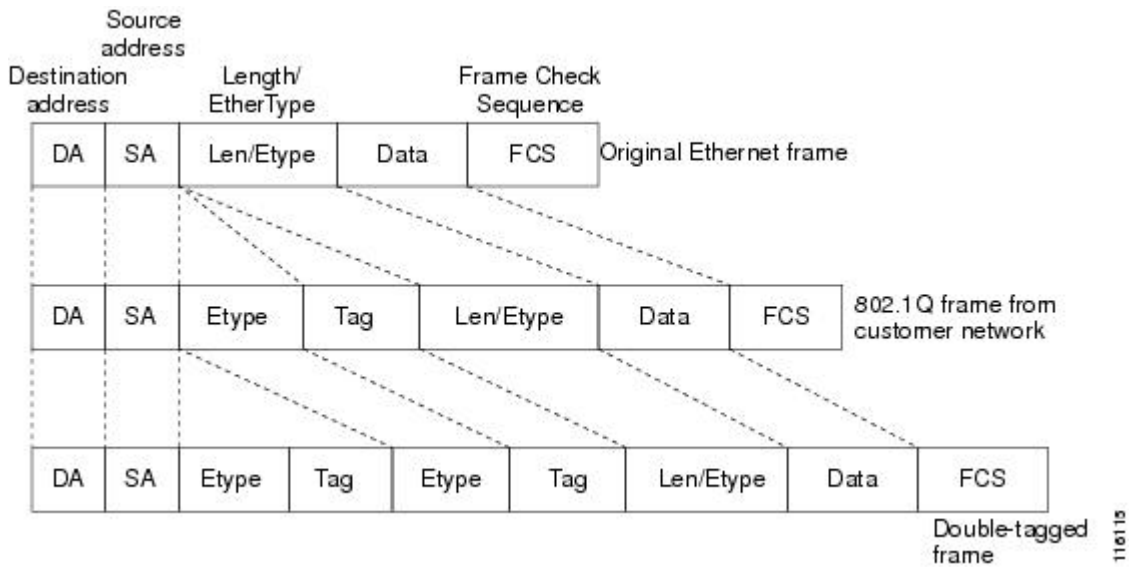 Source
address
Destination
address
Length/
EtherType
Frame Check
Sequence
DA SA Len/Etype Data FCS Original Ethernet frame
DA SA Etype Tag Len/Etype Data FCS 802.1Q frame from
customer network
DA SA Etype Tag Etype Tag Len/Etype Data FCS
Double-tagged
frame
116115